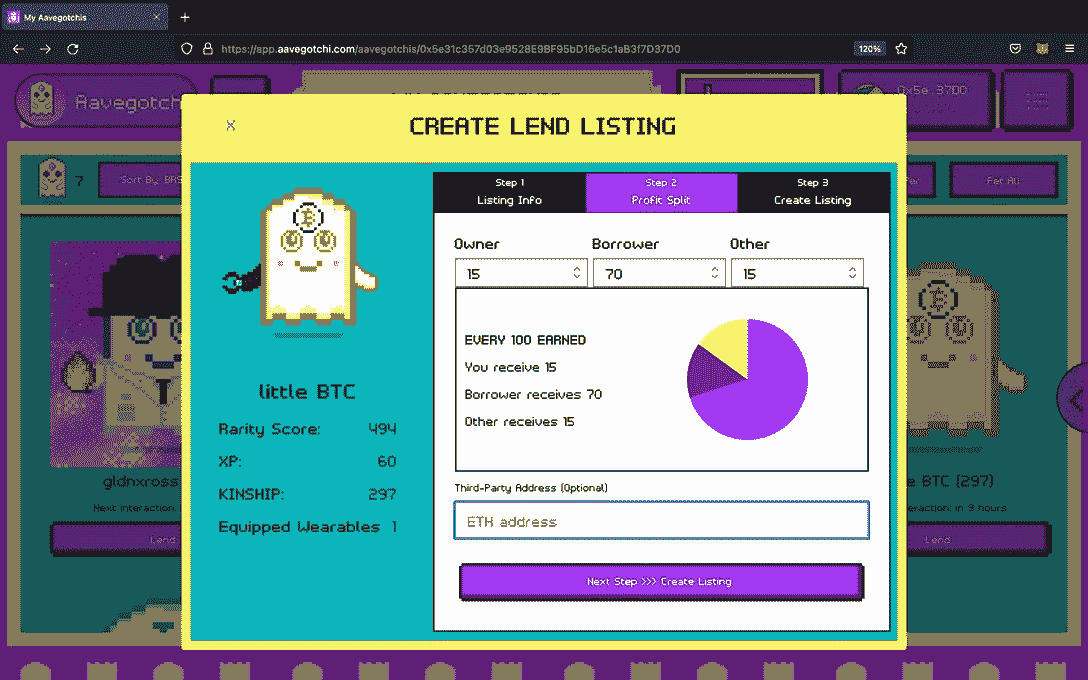 My Aavegotchis
https://app.aavegotchi.com/aavegotchis/0x5e31c357d03e9528E9BF95bD16e5c1aB3f7D37D0
120%
Aavegotch
0x5e 3700
7
Sort By: BRS
Pet All
CREATE LEND LISTING
Step 1
Listing Info
Step 2
Profit Split
Step 3
Create Listing
Owner
Borrower
Other
15
70
15
EVERY 100 EARNED
You receive 15
Borrower receives 70
Other receives 15
Third-Party Address (Optional)
ETH address
Next Step >>> Create Listing
little BTC
Rarity Score: 494
XP: 60
KINSHIP: 297
Equipped Wearables 1
gldnxross
Next Interaction:
Lend
e BTC (297)
eraction: in 9 hours
Lend